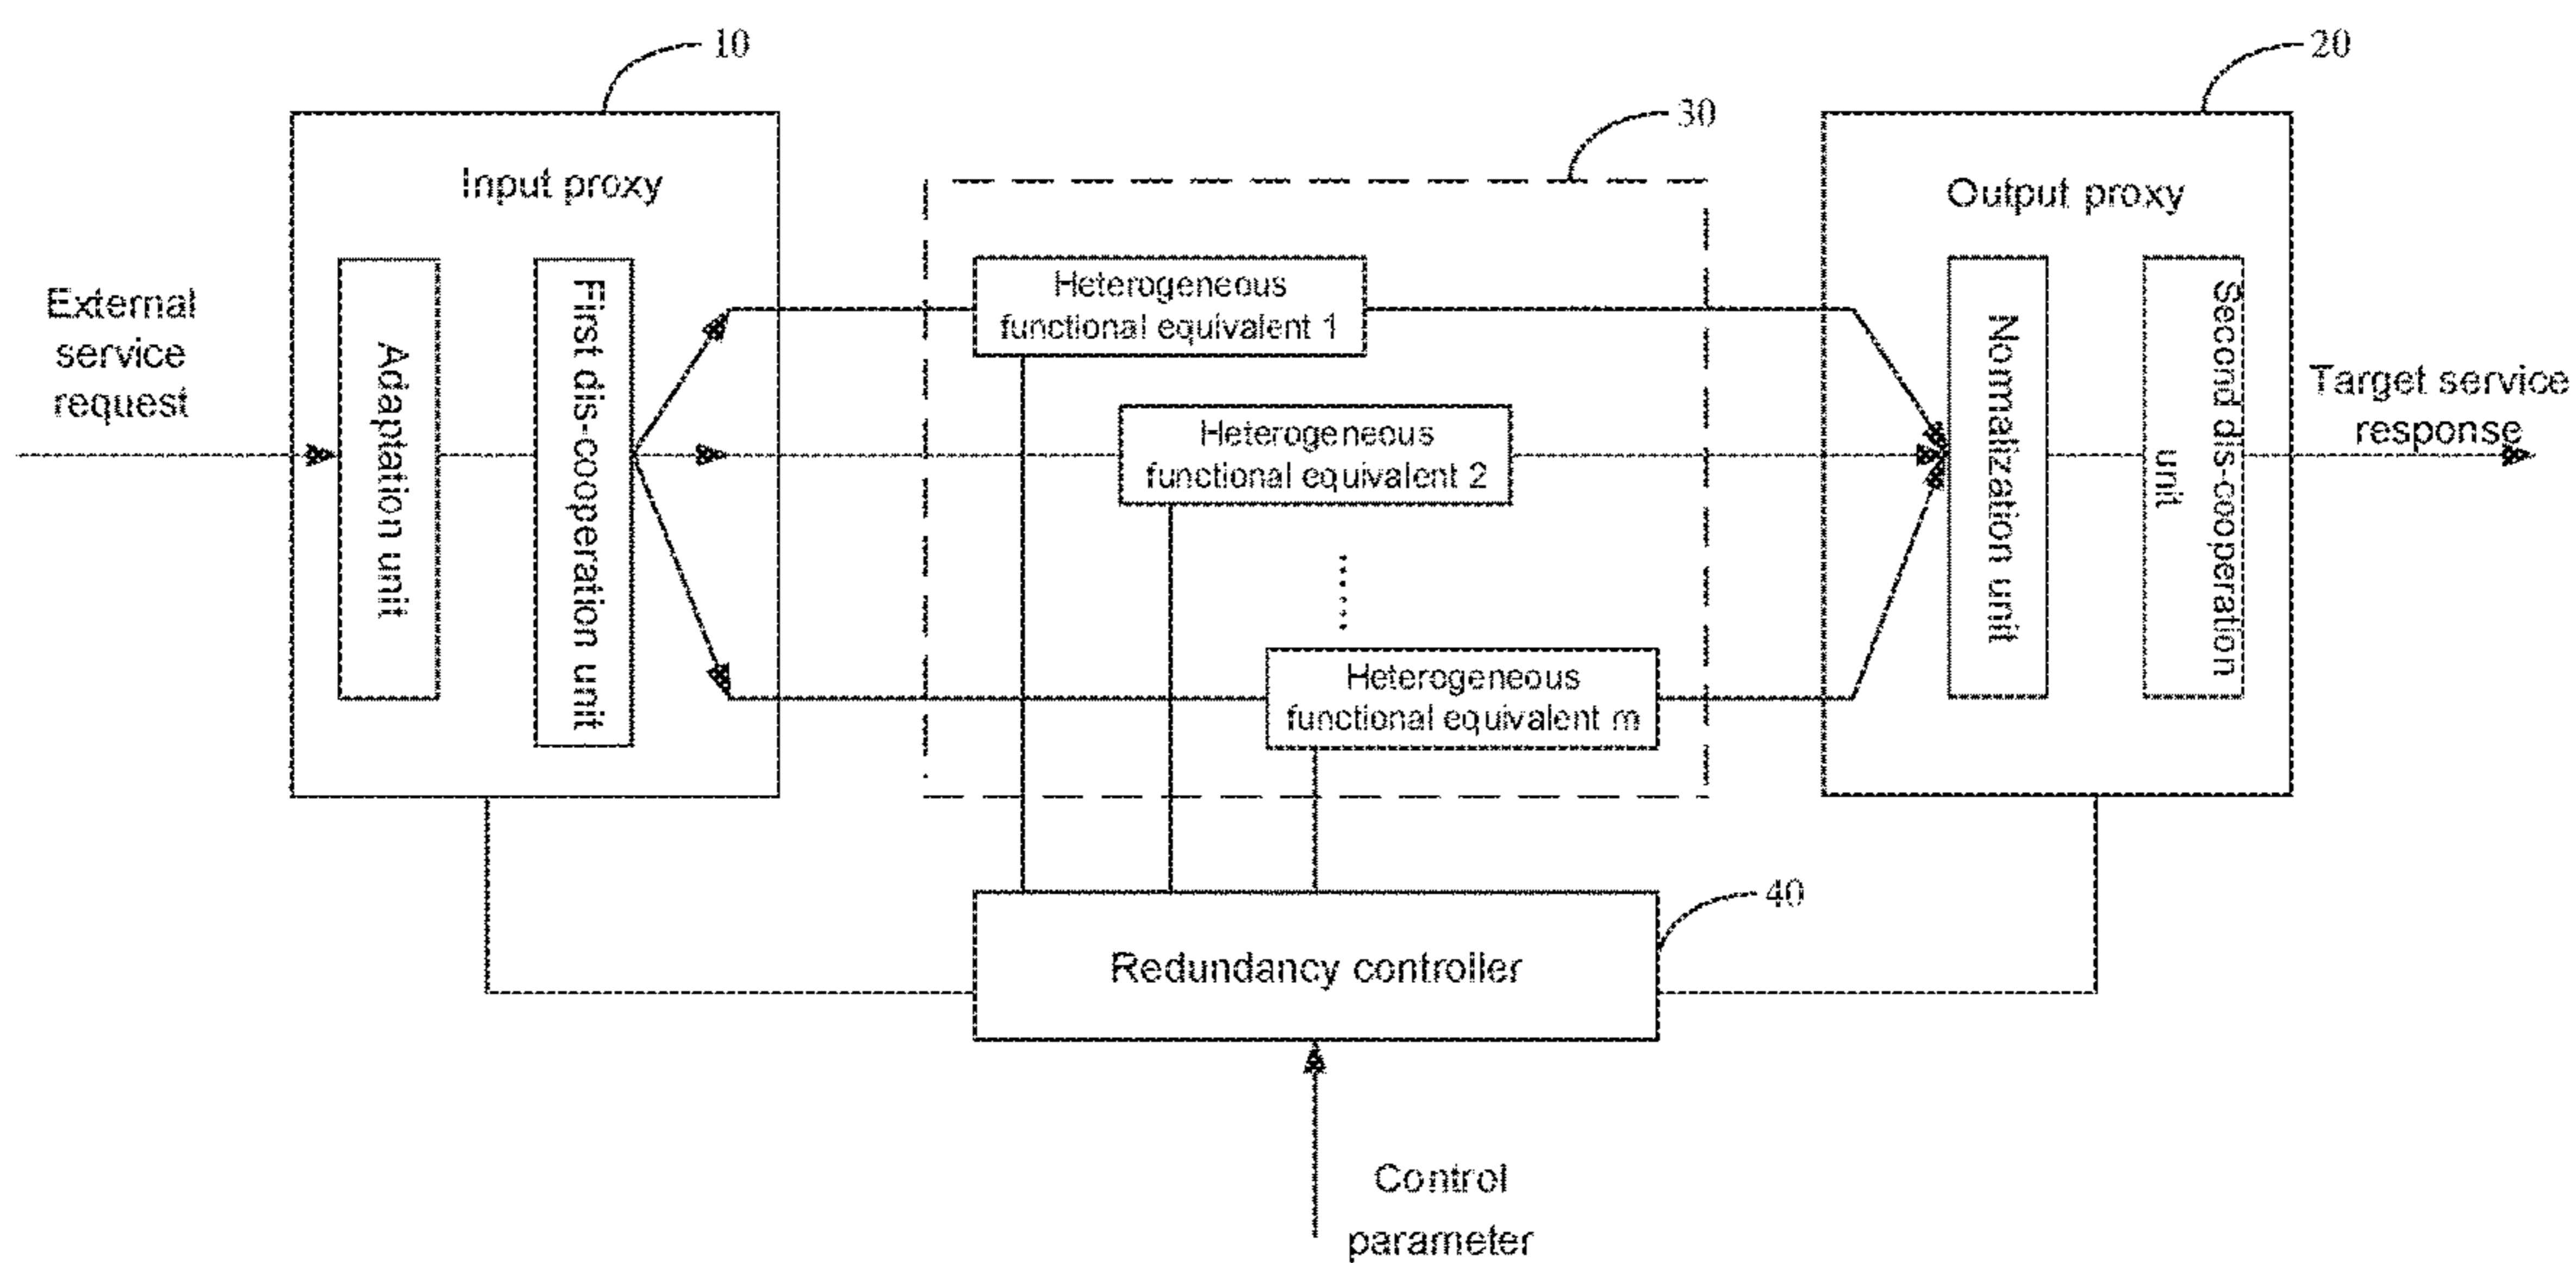 10
20
30
Input proxy
Output proxy
External
service
request
Adaptation unit
First dis-cooperation unit
Heterogeneous
functional equivalent 1
Heterogeneous
functional equivalent 2
......
Heterogeneous
functional equivalent m
Normalization unit
Second dis-cooperation
unit
Target service
response
40
Redundancy controller
Control
parameter